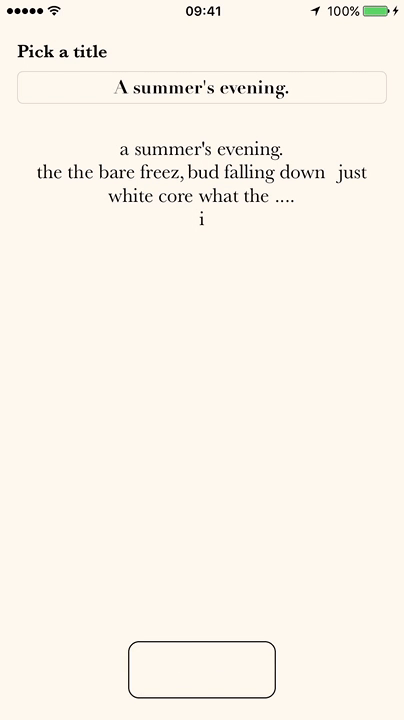 09:41
100%
Pick a title
A summer's evening.
a summer's evening.
the the bare freez, bud falling down  just
white core what the ....
i